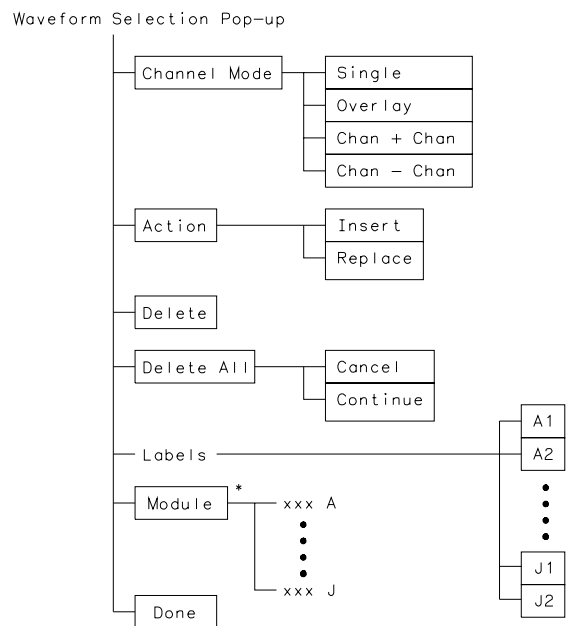 Waveform Selection Pop-up
Channel Mode
Single
Overlay
Chan + Chan
Chan - Chan
Action
Insert
Replace
Delete
Delete All
Cancel
Continue
Labels
A1
A2
J1
J2
Module *
xxx A
xxx J
Done